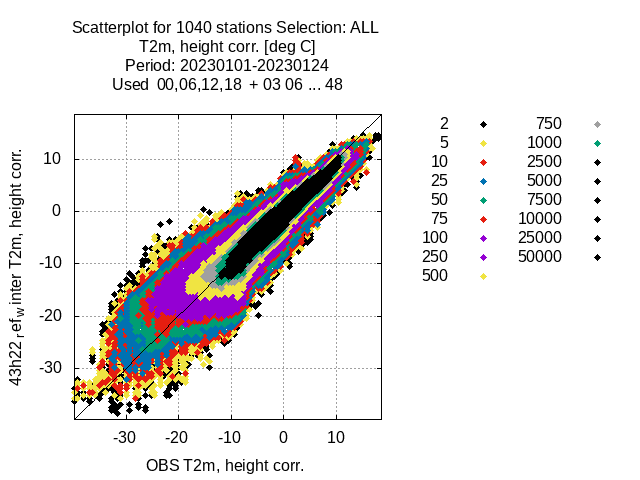 Scatterplot for 1040 stations Selection: ALL
T2m, height corr. [deg C]
Period: 20230101-20230124
Used 00,06,12,18 + 03 06 ... 48
43h22_ref_winter T2m, height corr.
10
0
-10
-20
-30
-30 -20 -10 0 10
OBS T2m, height corr.
2 750
5 1000
10 2500
25 5000
50 7500
75 10000
100 25000
250 50000
500